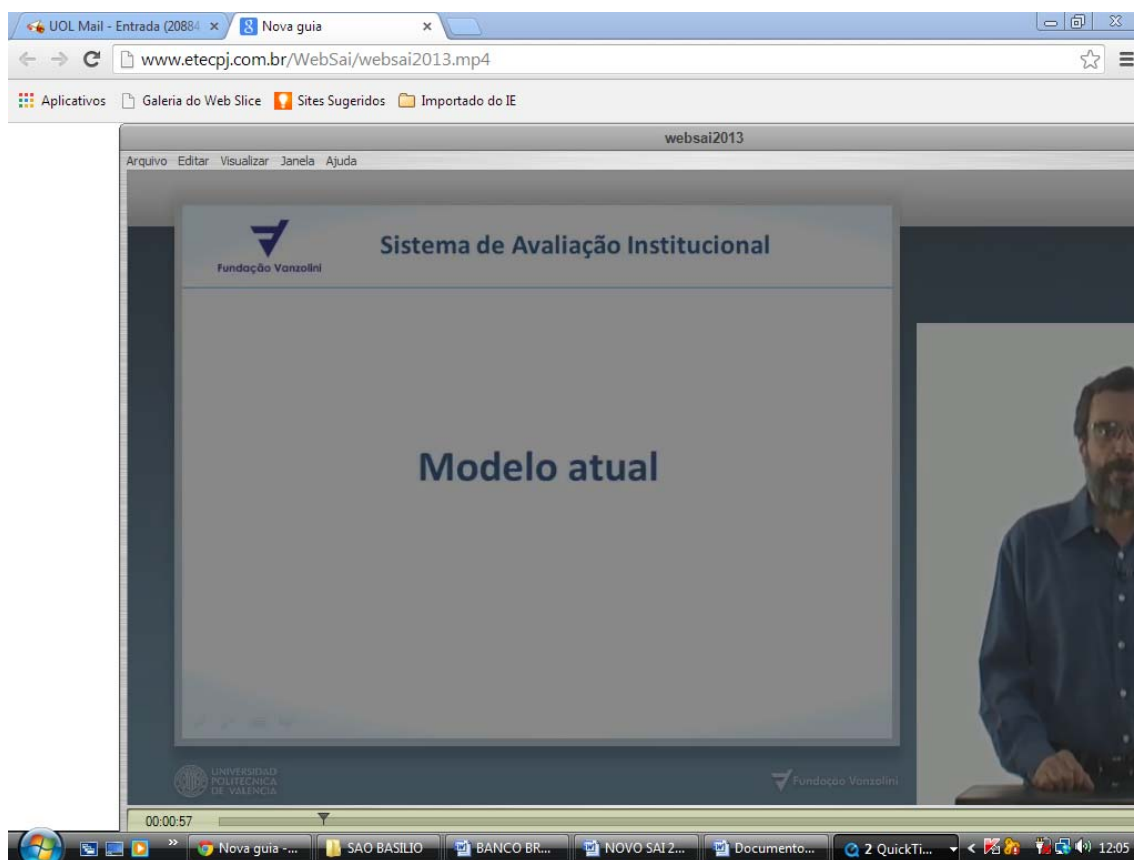 UOL Mail - Entrada (20884
Nova guia
www.etecpj.com.br/WebSai/websai2013.mp4
Aplicativos Galeria do Web Slice Sites Sugeridos Importado do IE
websai2013
Arquivo Editar Visualizar Janela Ajuda
Fundação Vanzolini
Sistema de Avaliação Institucional
Modelo atual
UNIVERSIDAD
POLITECNICA
DE VALENCIA
Fundação Vanzolini
00:00:57
Nova guia -... SAO BASILIO BANCO BR... NOVO SAI 2... Documento... 2 QuickTi... 12:05